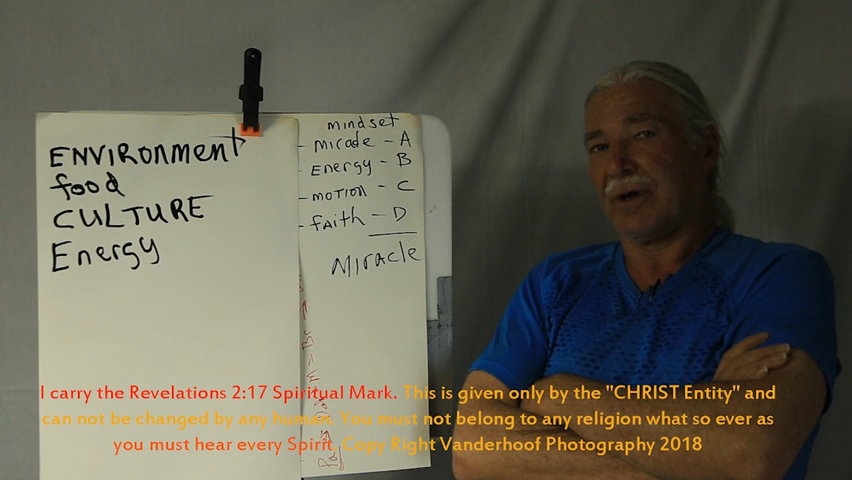 ENVIRONMENT
food
CULTURE
Energy
mindset
miracle - A
Energy - B
- MOTION - C
- FAITH - D
Miracle
I carry the Revelations 2:17 Spiritual Mark. This is given only by the "CHRIST Entity" and
can not be changed by any human. You must not belong to any religion what so ever as
you must hear every Spirit. Copy Right Vanderhoof Photography 2018